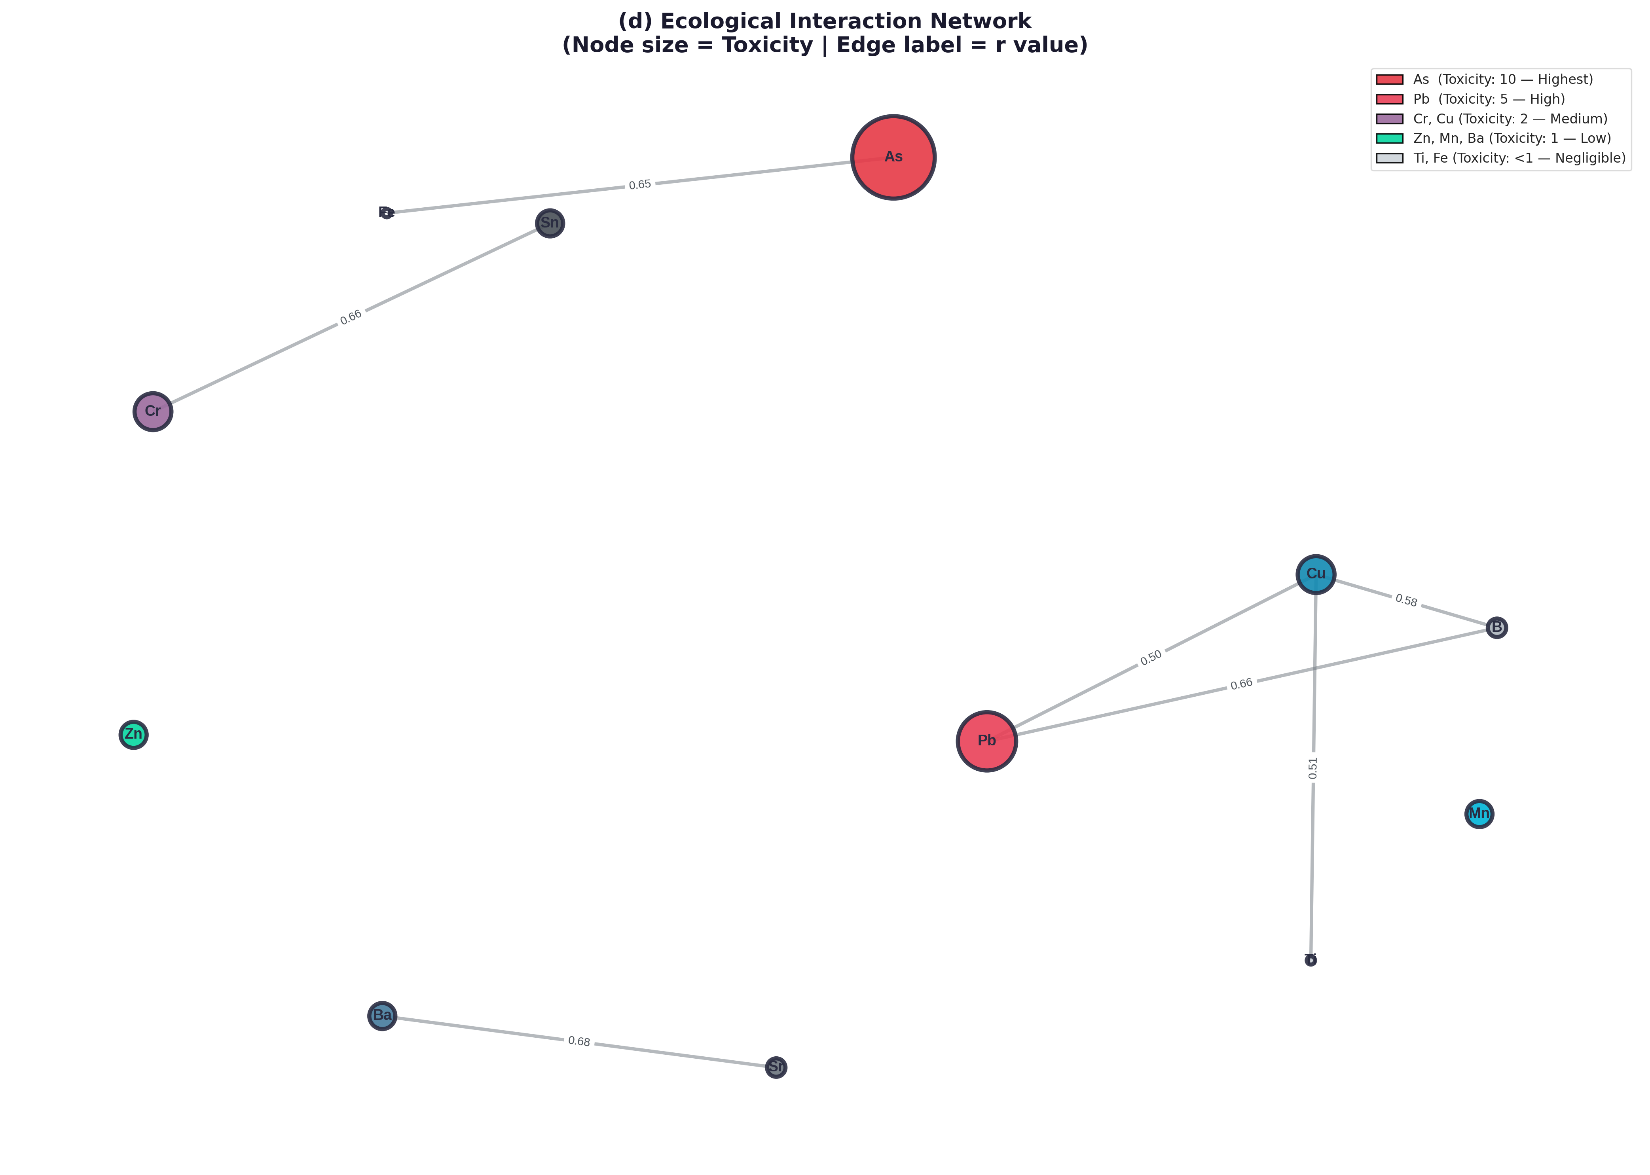 (d) Ecological Interaction Network
(Node size = Toxicity | Edge label = r value)
As  (Toxicity: 10 — Highest)
Pb  (Toxicity: 5 — High)
Cr, Cu (Toxicity: 2 — Medium)
Zn, Mn, Ba (Toxicity: 1 — Low)
Ti, Fe (Toxicity: <1 — Negligible)
As
0.65
Sn
0.66
Cr
Cu
0.58
B
0.50
0.66
Zn
Pb
0.51
Mn
Ba
0.68
Sr